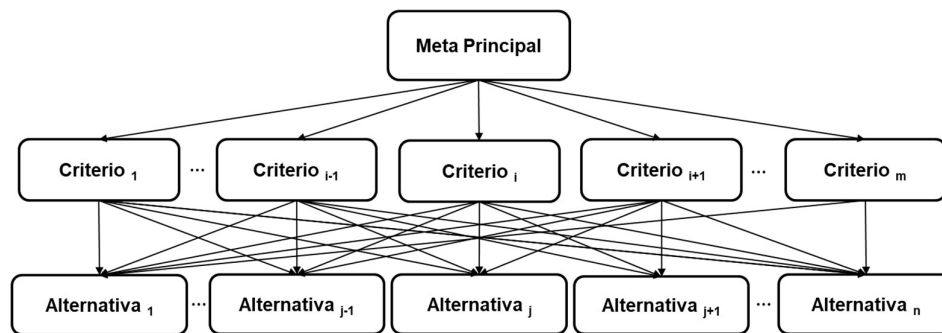 Meta Principal
Criterio 1 ... Criterio i-1 Criterio i Criterio i+1 ... Criterio m
Alternativa 1 ... Alternativa j-1 Alternativa j Alternativa j+1 ... Alternativa n